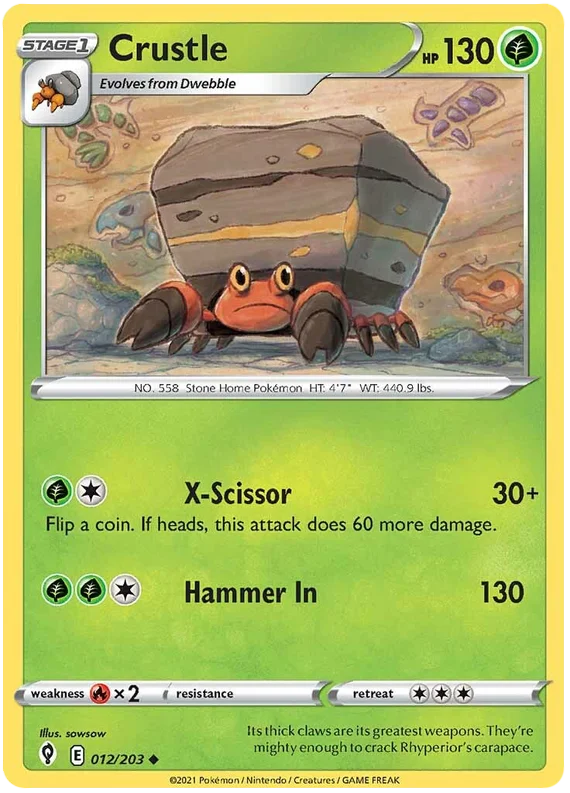 STAGE1 Crustle HP 130
Evolves from Dwebble
NO. 558 Stone Home Pokémon HT: 4'7" WT: 440.9 lbs.
X-Scissor 30+
Flip a coin. If heads, this attack does 60 more damage.
Hammer In 130
weakness ×2 resistance retreat
Illus. sowsow
Its thick claws are its greatest weapons. They're
mighty enough to crack Rhyperior's carapace.
E 012/203
©2021 Pokémon / Nintendo / Creatures / GAME FREAK